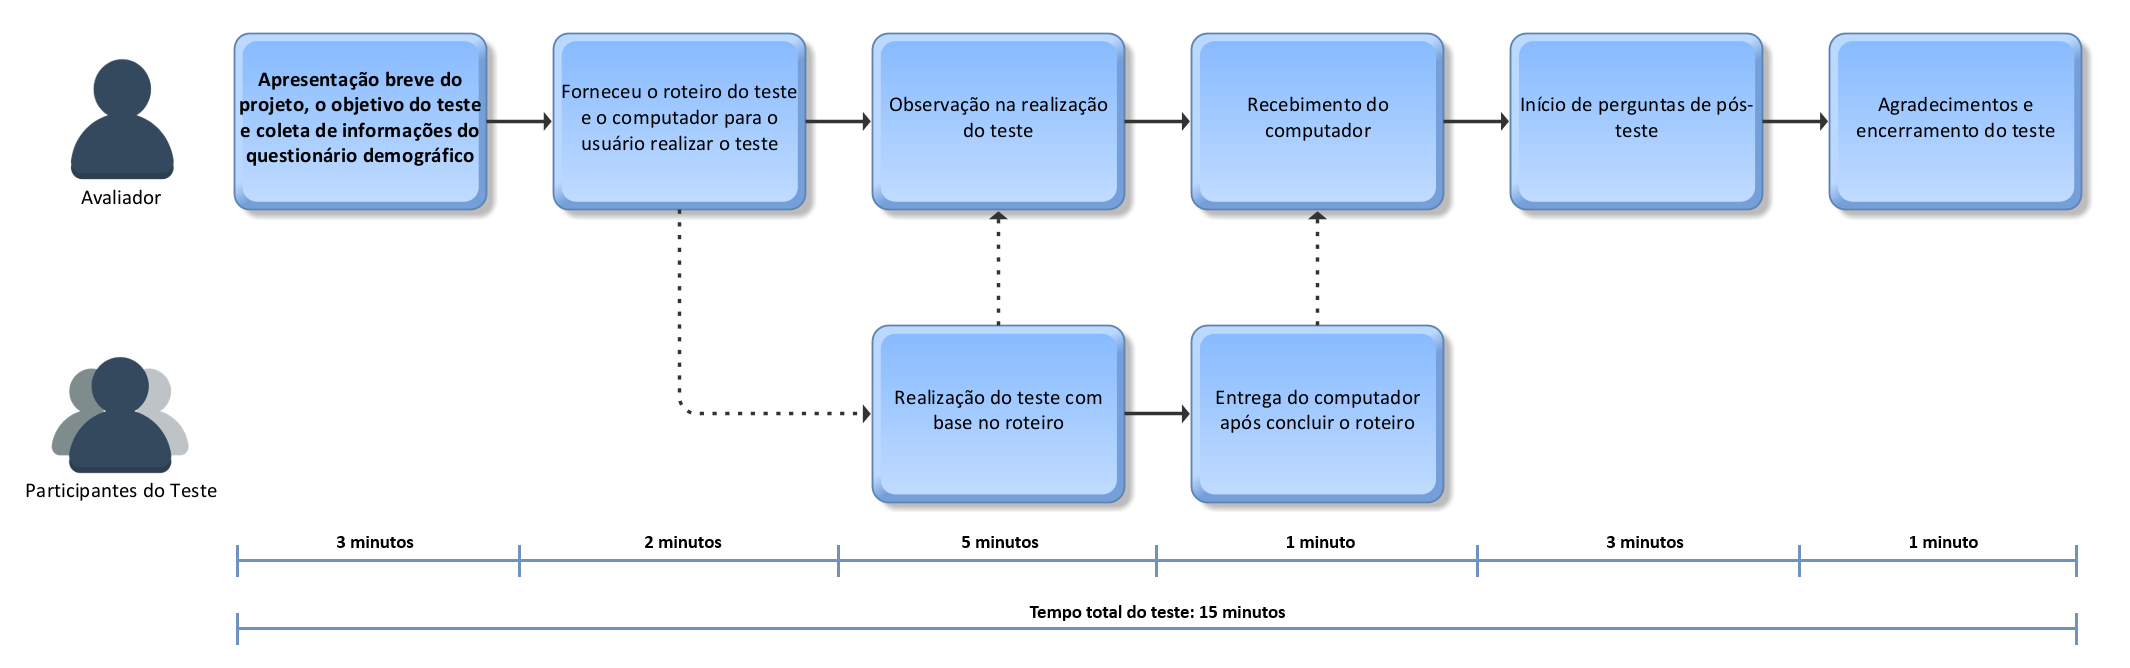 Apresentação breve do
projeto, o objetivo do teste
e coleta de informações do
questionário demográfico
Forneceu o roteiro do teste
e o computador para o
usuário realizar o teste
Observação na realização
do teste
Recebimento do
computador
Início de perguntas de pós-
teste
Agradecimentos e
encerramento do teste
Avaliador
Realização do teste com
base no roteiro
Entrega do computador
após concluir o roteiro
Participantes do Teste
3 minutos
2 minutos
5 minutos
1 minuto
3 minutos
1 minuto
Tempo total do teste: 15 minutos